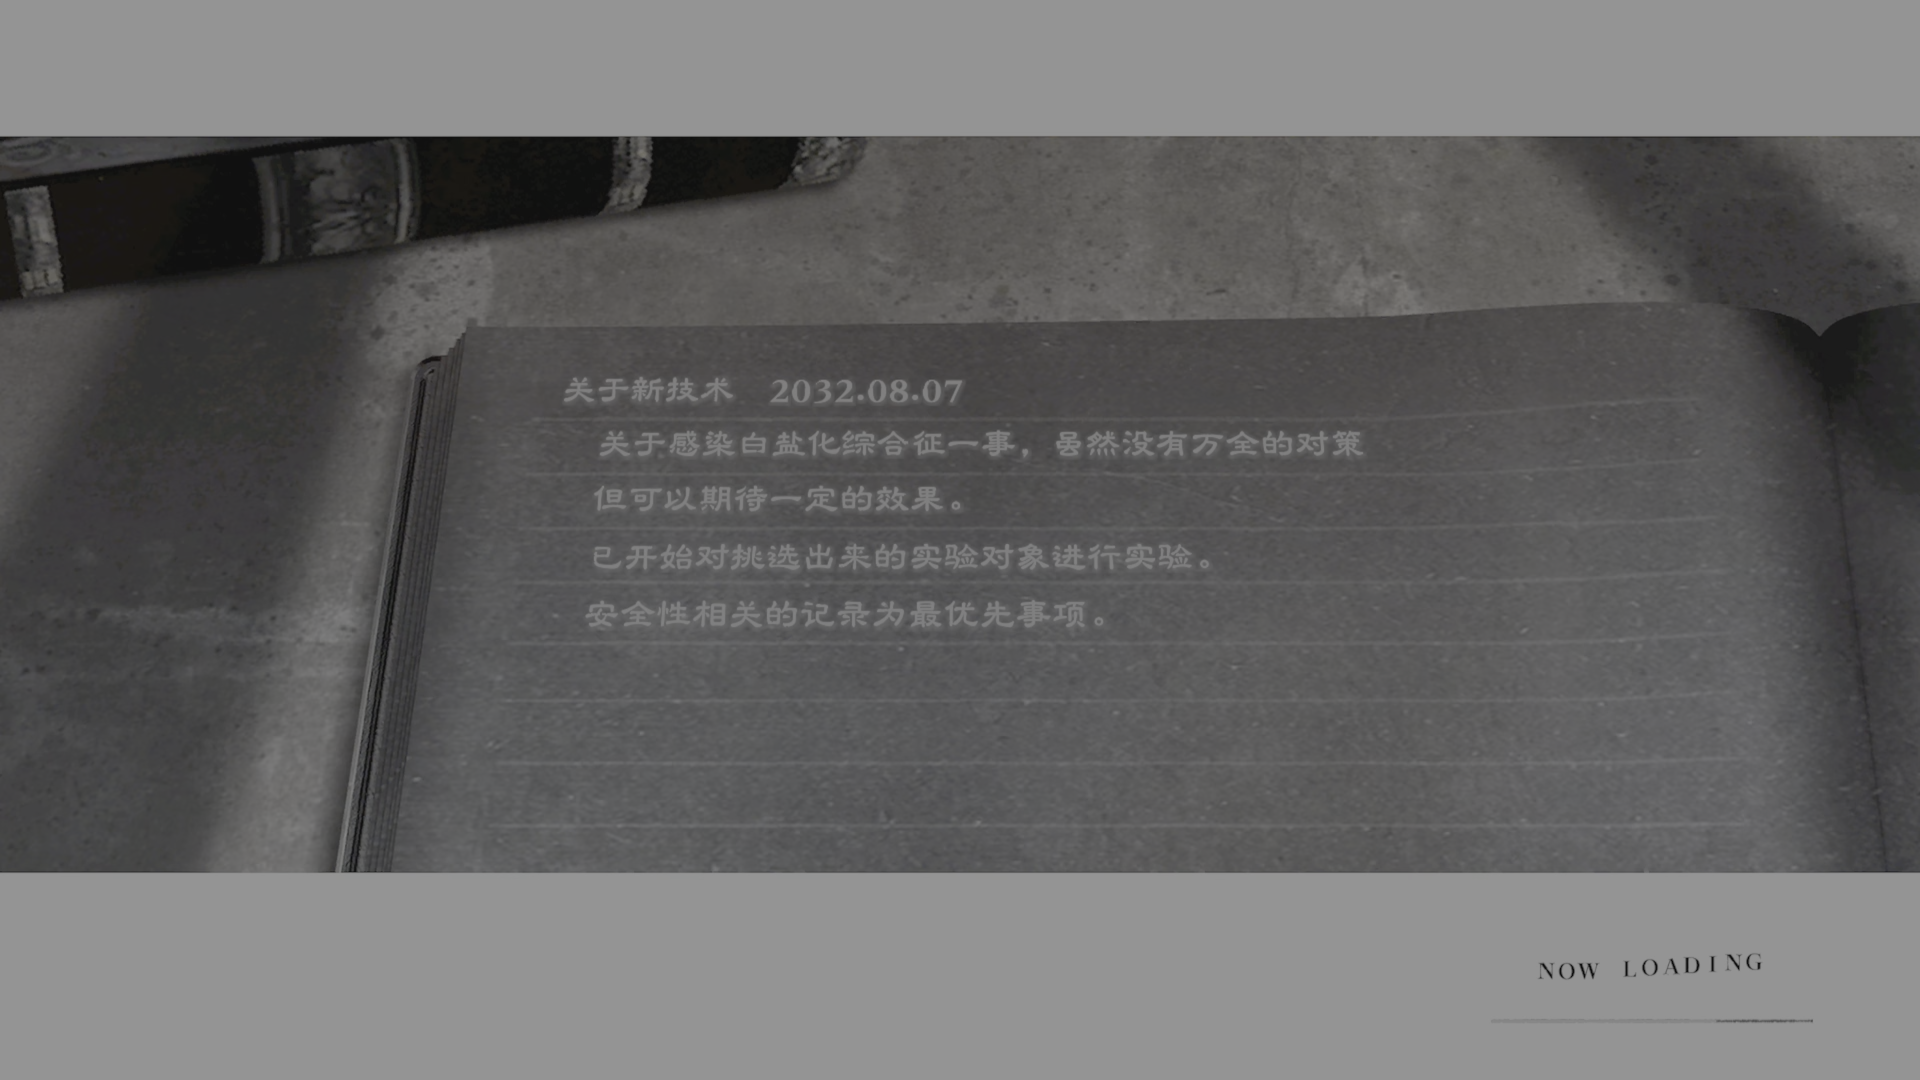 关于新技术 2032.08.07
关于感染白盐化综合征一事，虽然没有万全的对策
但可以期待一定的效果。
已开始对挑选出来的实验对象进行实验。
安全性相关的记录为最优先事项。
NOW LOADING